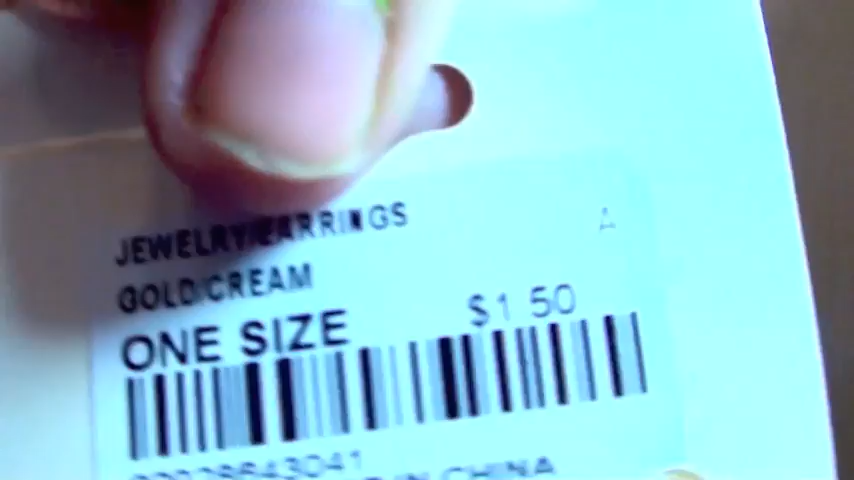 JEWELRY/EARRINGS
A
GOLD/CREAM
ONE SIZE
$1.50
IN CHINA